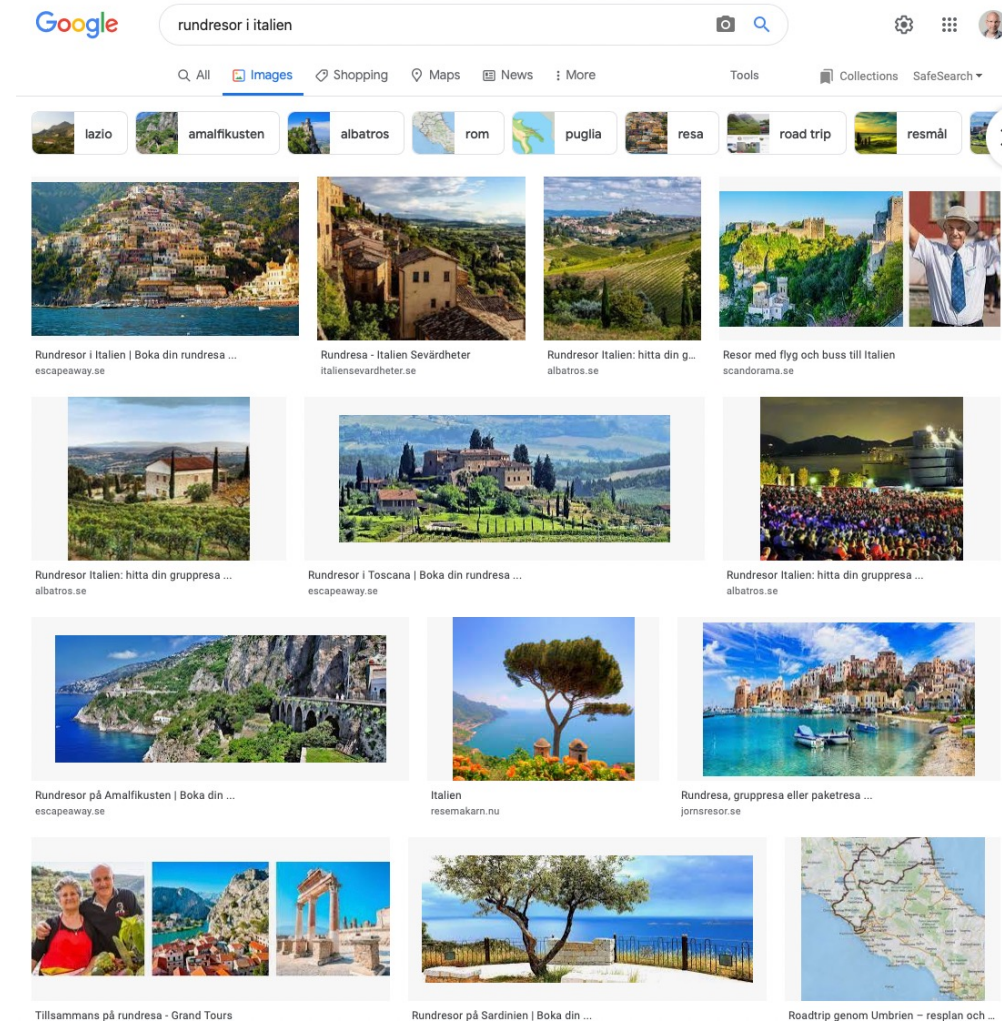 Google
rundresor i italien
All Images Shopping Maps News More Tools Collections SafeSearch
lazio amalfikusten albatros rom puglia resa road trip resmål
Rundresor i Italien | Boka din rundresa ...
escapeaway.se
Rundresa - Italien Sevärdheter
italiensevardheter.se
Rundresor Italien: hitta din g...
albatros.se
Resor med flyg och buss till Italien
scandorama.se
Rundresor Italien: hitta din gruppresa ...
albatros.se
Rundresor i Toscana | Boka din rundresa ...
escapeaway.se
Rundresor Italien: hitta din gruppresa ...
albatros.se
Rundresor på Amalfikusten | Boka din ...
escapeaway.se
Italien
resemakarn.nu
Rundresa, gruppresa eller paketresa ...
jornsresor.se
Tillsammans på rundresa - Grand Tours
Rundresor på Sardinien | Boka din ...
Roadtrip genom Umbrien – resplan och ...